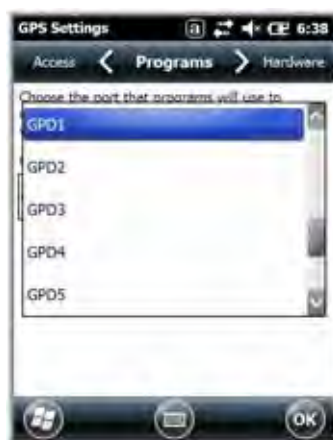 GPS Settings 6:38
Access Programs Hardware
Choose the port that programs will use to
GPD1
GPD2
GPD3
GPD4
GPD5
OK